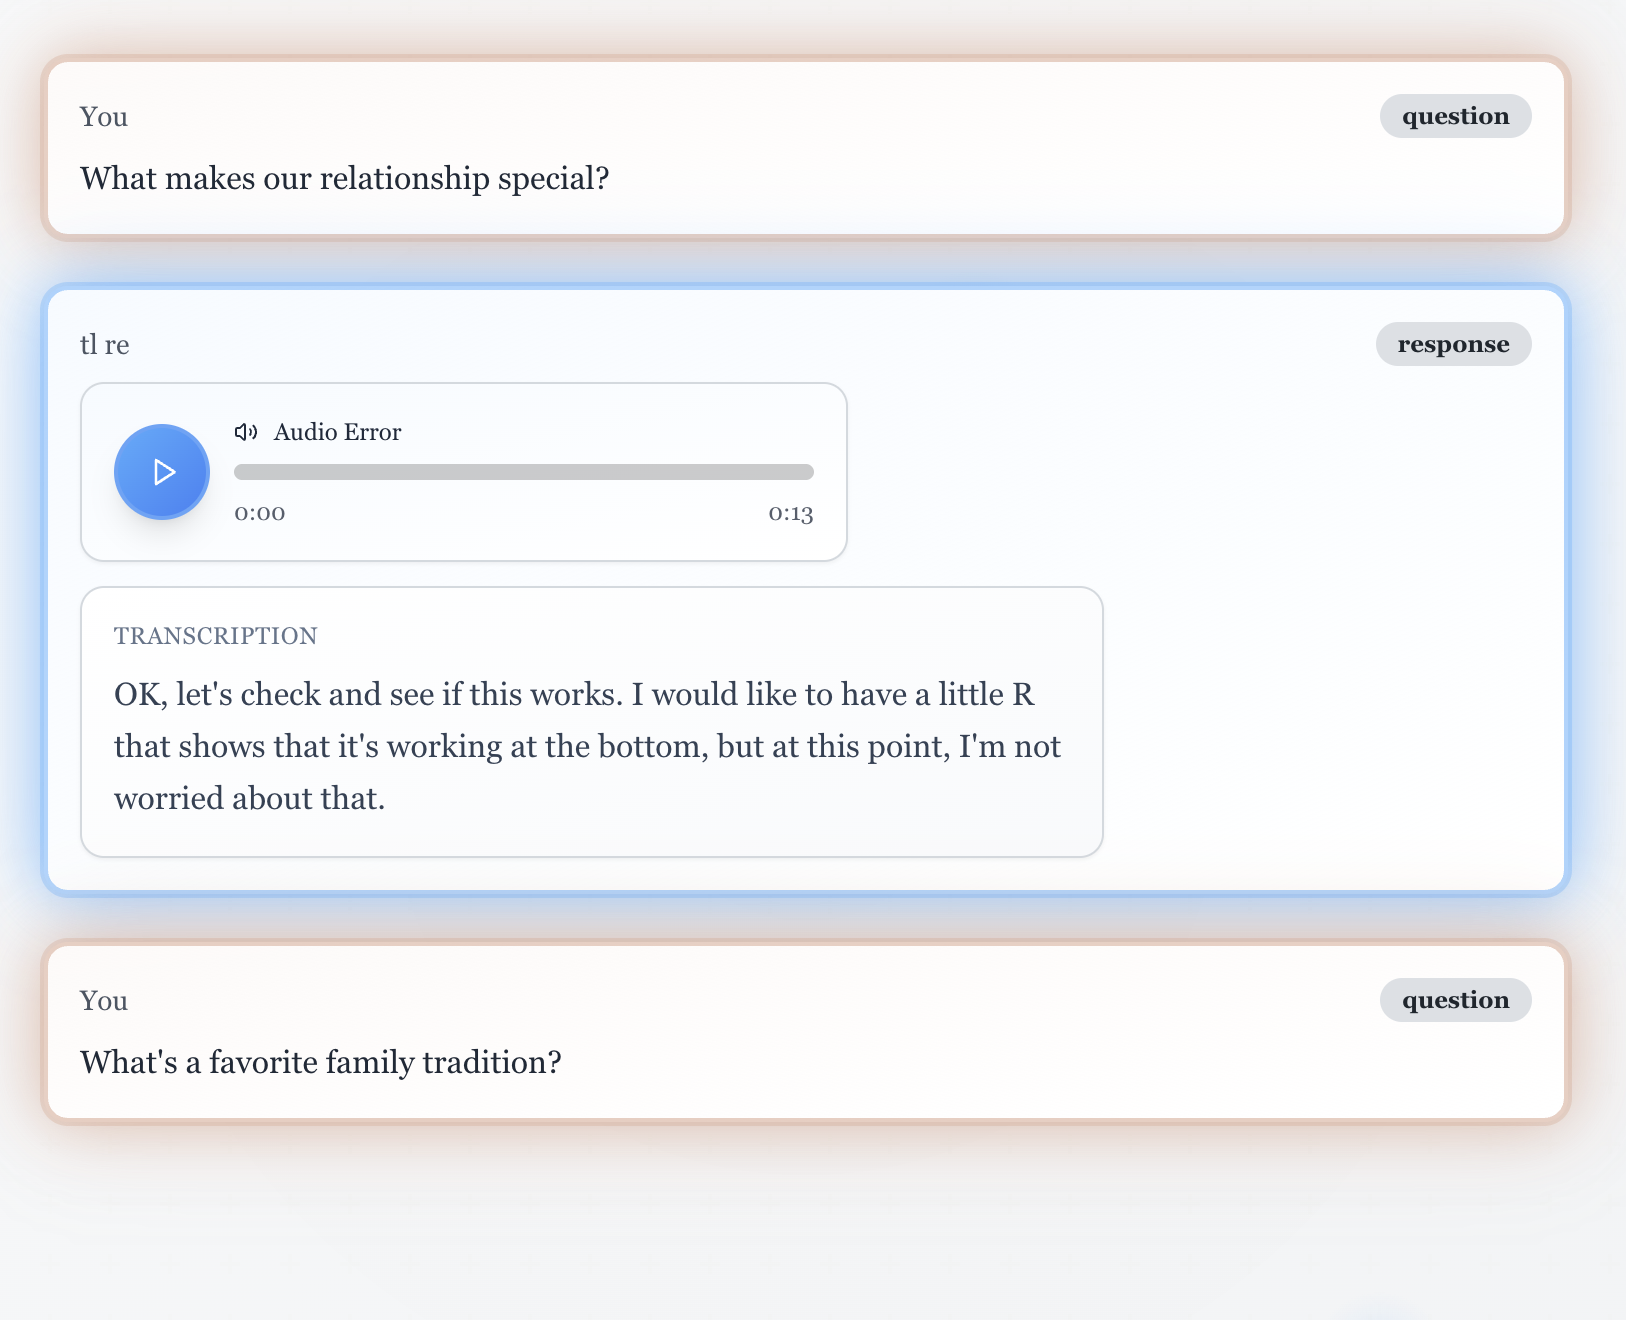 You
question
What makes our relationship special?
tl re
response
Audio Error
0:00
0:13
TRANSCRIPTION
OK, let's check and see if this works. I would like to have a little R
that shows that it's working at the bottom, but at this point, I'm not
worried about that.
You
question
What's a favorite family tradition?